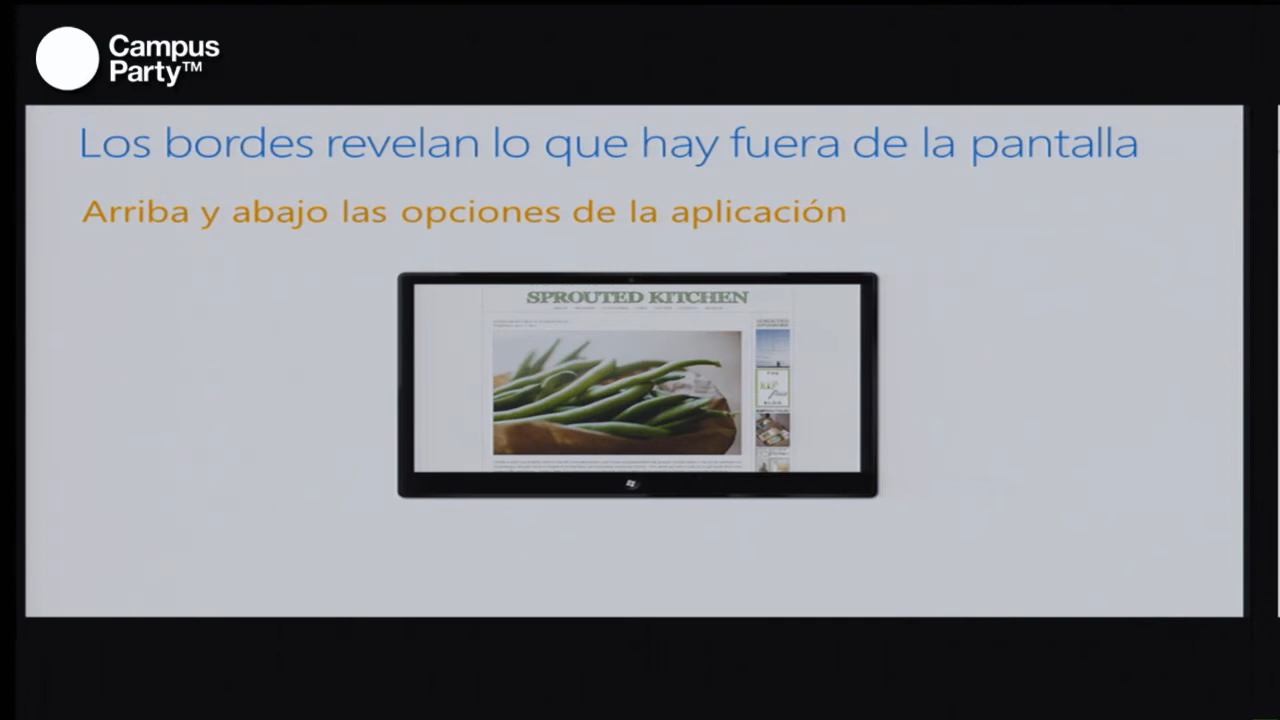 Campus
Party™
Los bordes revelan lo que hay fuera de la pantalla
Arriba y abajo las opciones de la aplicación
SPROUTED KITCHEN